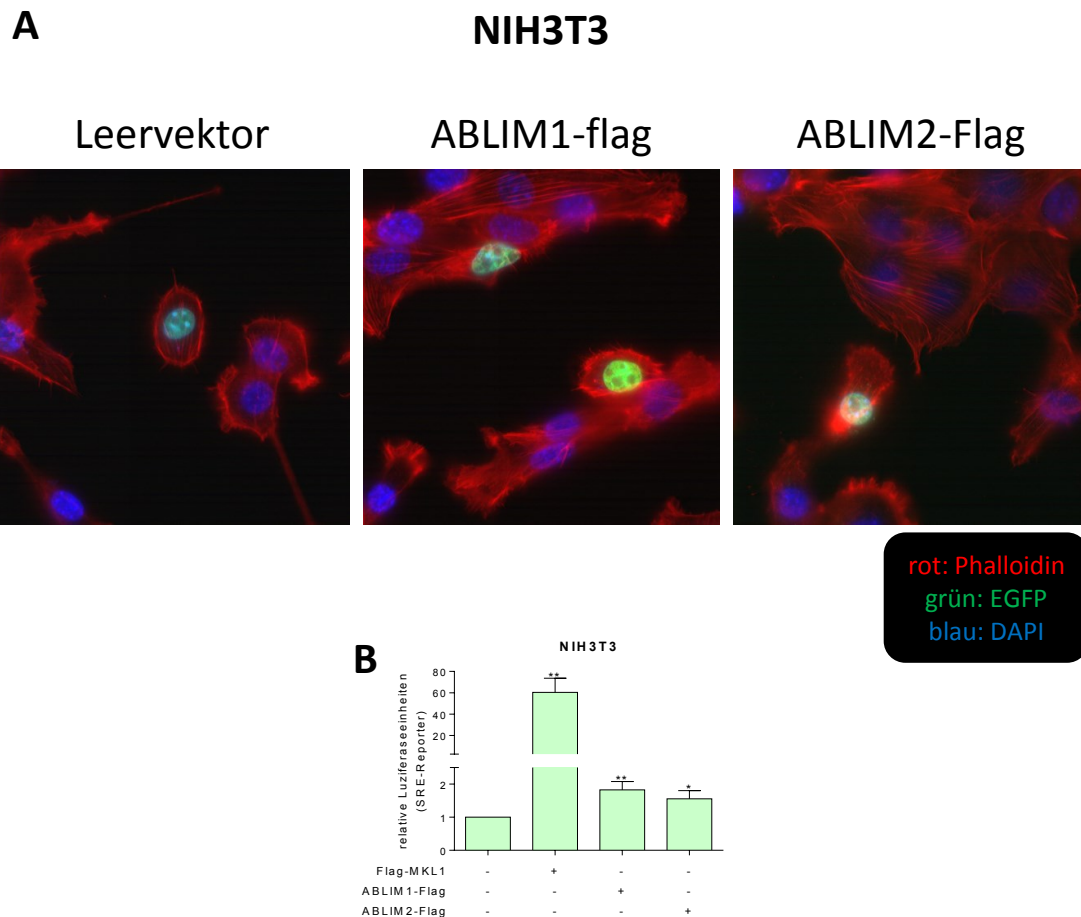 A
NIH3T3
Leervektor
ABLIM1-flag
ABLIM2-Flag
rot: Phalloidin
grün: EGFP
blau: DAPI
B
NIH3T3
relative Luziferaseeinheiten
(SRE-Reporter)
80
60
40
20
2
1
0
**
**
*
Flag-MKL1 - + - -
ABLIM1-Flag - - + -
ABLIM2-Flag - - - +